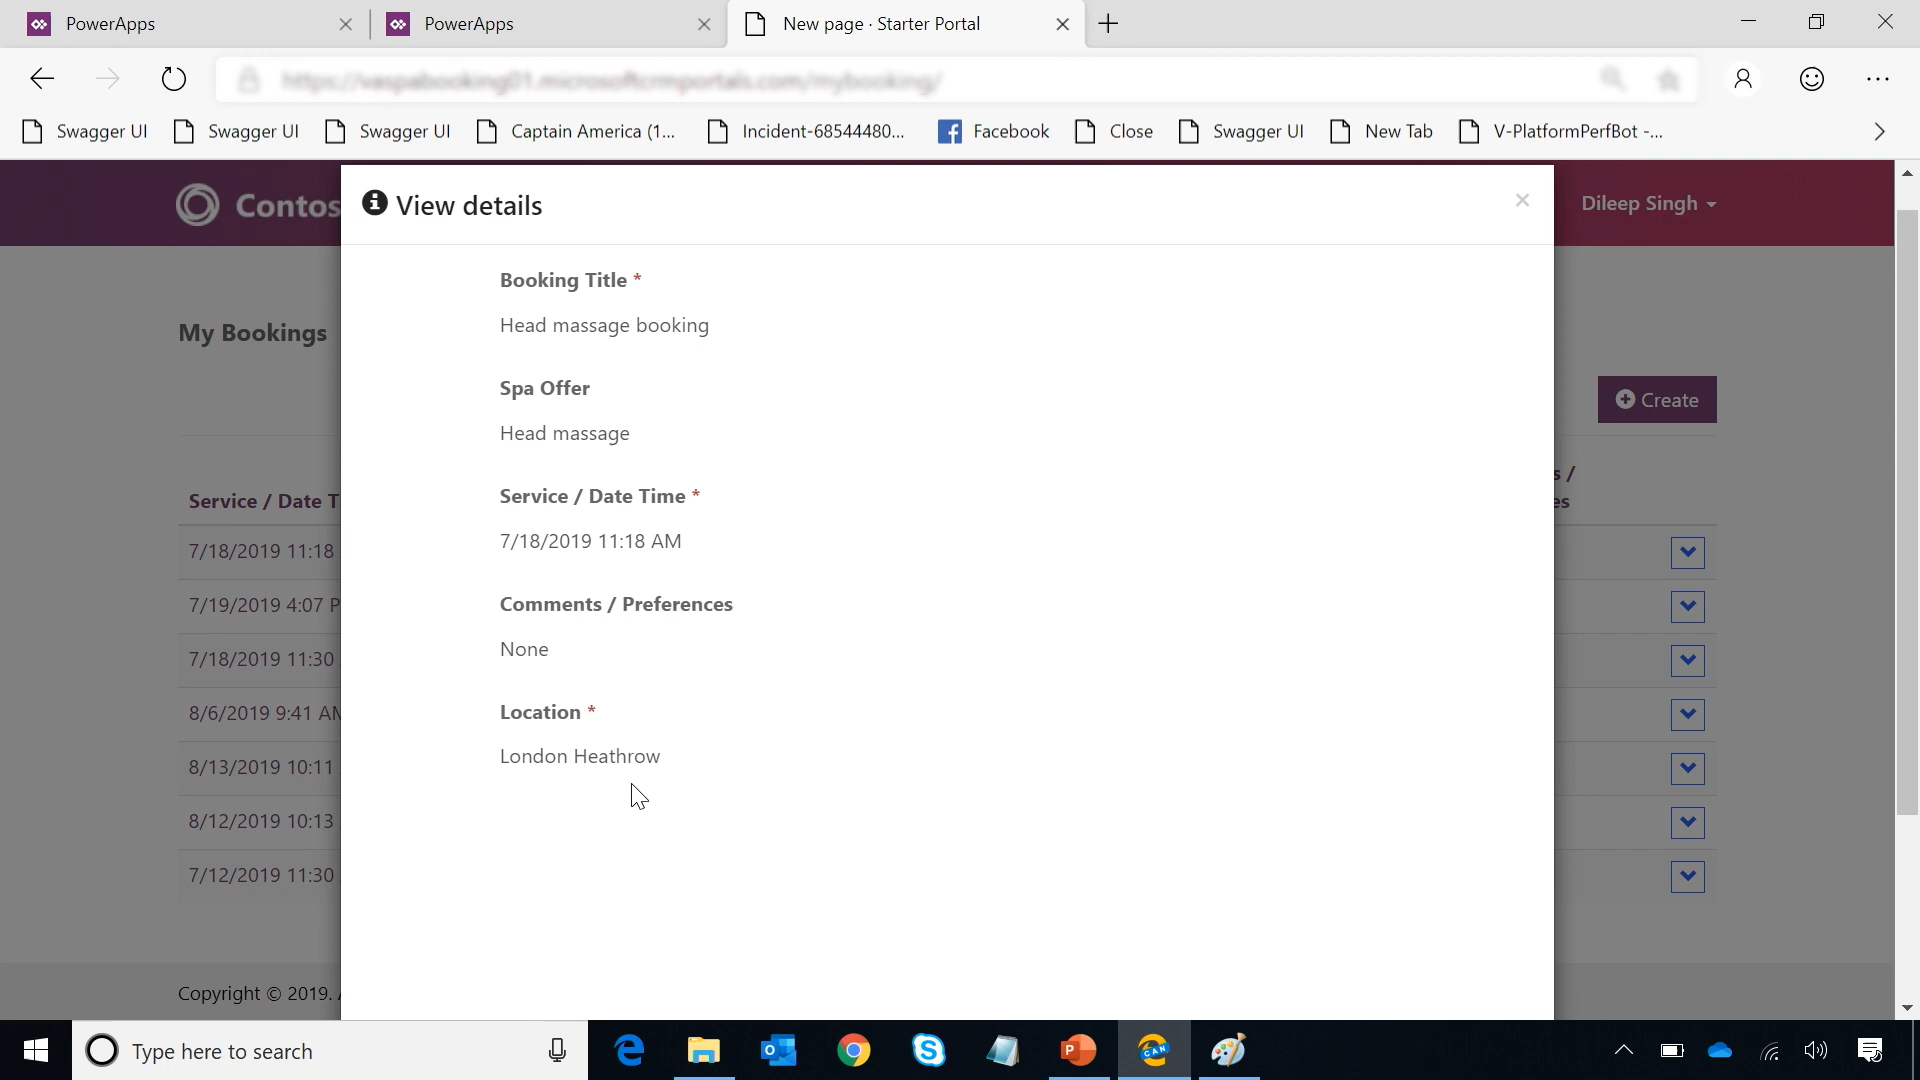 PowerApps
PowerApps
New page · Starter Portal
Swagger UI
Swagger UI
Swagger UI
Captain America (1...
Incident-68544480...
Facebook
Close
Swagger UI
New Tab
V-PlatformPerfBot -...
Contos
View details
Dileep Singh
My Bookings
Create
Booking Title *
Head massage booking
Spa Offer
Head massage
Service / Date Time *
7/18/2019 11:18 AM
Comments / Preferences
None
Location *
London Heathrow
Service / Date T
s /
es
7/18/2019 11:18
7/19/2019 4:07 P
7/18/2019 11:30
8/6/2019 9:41 AM
8/13/2019 10:11
8/12/2019 10:13
7/12/2019 11:30
Copyright © 2019.
Type here to search
CAN